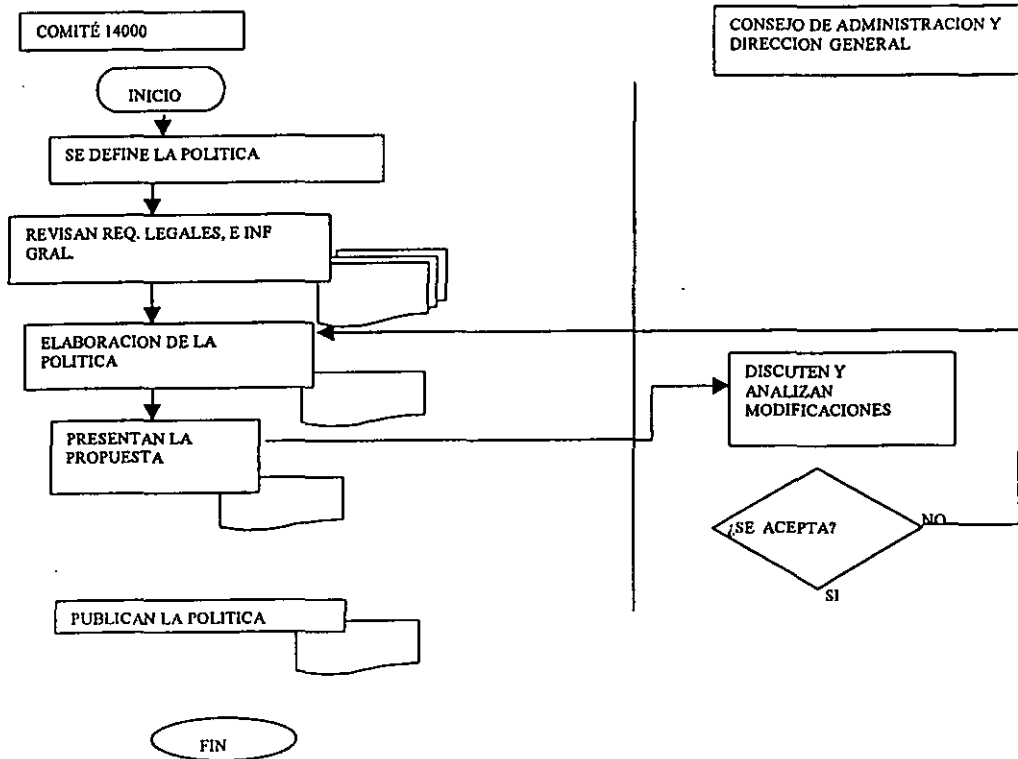 COMITÉ 14000
CONSEJO DE ADMINISTRACION Y
DIRECCION GENERAL
INICIO
SE DEFINE LA POLITICA
REVISAN REQ. LEGALES, E INF
GRAL.
ELABORACION DE LA
POLITICA
DISCUTEN Y
ANALIZAN
MODIFICACIONES
PRESENTAN LA
PROPUESTA
¿SE ACEPTA?
NO
SI
PUBLICAN LA POLITICA
FIN